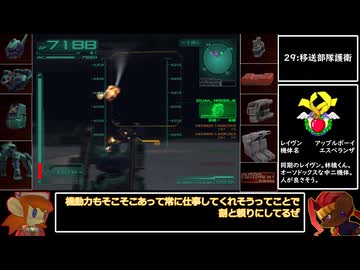 AP 7188
29:移送部隊護衛
DUAL MISSILE
レイヴン アップルボーイ
機体名 エスペランザ
同期のレイヴン。林檎くん。
オーソドックスな中二機体。
人が良さそう。
機動力もそこそこあって常に仕事してくれそうってことで
割と頼りにしてるぜ